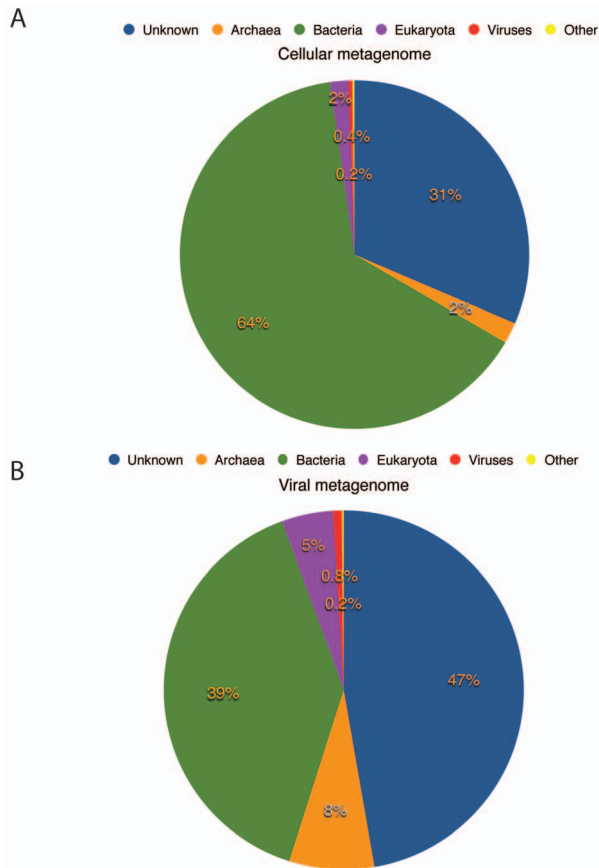 A
Unknown Archaea Bacteria Eukaryota Viruses Other
Cellular metagenome
2%
0.4%
0.2%
31%
2%
64%
B
Unknown Archaea Bacteria Eukaryota Viruses Other
Viral metagenome
5%
0.8%
0.2%
47%
39%
8%